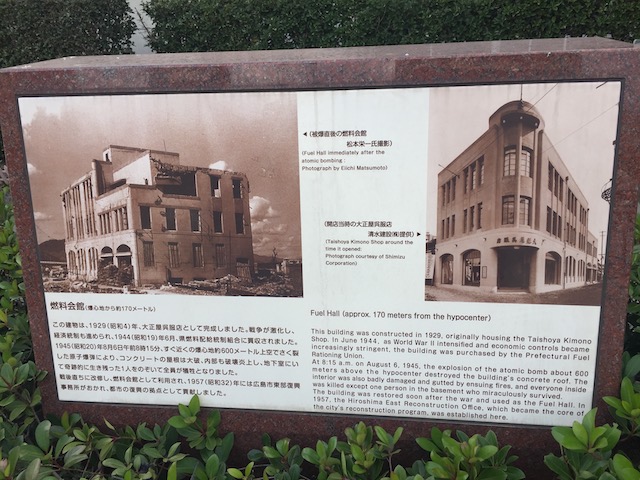 ◀(被爆直後の燃料会館
松本栄一氏撮影)
(Fuel Hall immediately after the
atomic bombing :
Photograph by Eiichi Matsumoto)
(開店当時の大正屋呉服店
清水建設㈱提供)▶
(Taishoya Kimono Shop around the
time it opened:
Photograph courtesy of Shimizu
Corporation)
燃料会館(爆心地から約170メートル)
この建物は、1929(昭和4)年、大正屋呉服店として完成しました。戦争が激化し、
経済統制も進められ、1944(昭和19)年6月、県燃料配給統制組合に買収されました。
1945(昭和20)年8月6日午前8時15分、すぐ近くの爆心地約600メートル上空でさく裂
した原子爆弾により、コンクリートの屋根は大破、内部も破壊炎上し、地下室にい
て奇跡的に生き残った1人をのぞいて全員が犠牲となりました。
戦後直ちに改修し、燃料会館として利用され、1957(昭和32)年には広島市東部復興
事務所がおかれ、都市の復興の拠点として貢献しました。
Fuel Hall (approx. 170 meters from the hypocenter)
This building was constructed in 1929, originally housing the Taishoya Kimono
Shop. In June 1944, as World War II intensified and economic controls became
increasingly stringent, the building was purchased by the Prefectural Fuel
Rationing Union.
At 8:15 a.m. on August 6, 1945, the explosion of the atomic bomb about 600
meters above the hypocenter destroyed the building's concrete roof. The
interior was also badly damaged and gutted by ensuing fires, and everyone inside
was killed except one person in the basement who miraculously survived.
The building was restored soon after the war and used as the Fuel Hall. In
1957, the Hiroshima East Reconstruction Office, which became the core of
the city's reconstruction program, was established here.